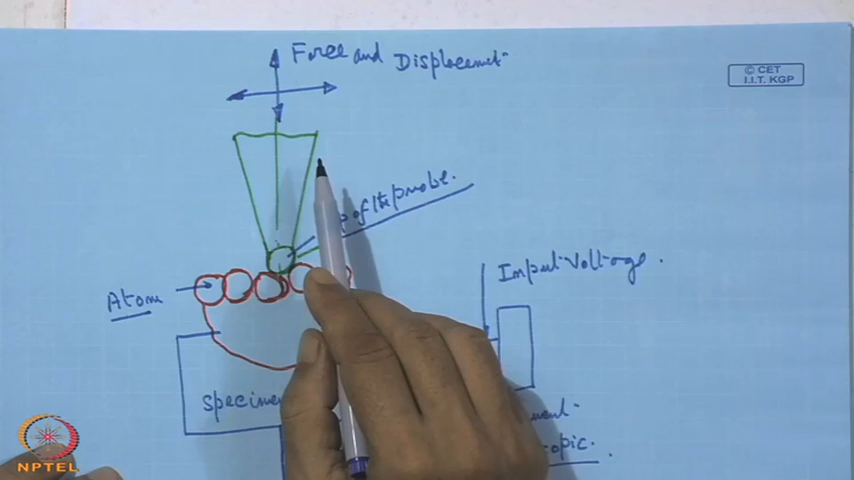 Force and Displacement
© CET
I.I.T. KGP
of the probe.
Input Voltage.
Atom
specimen
NPTEL